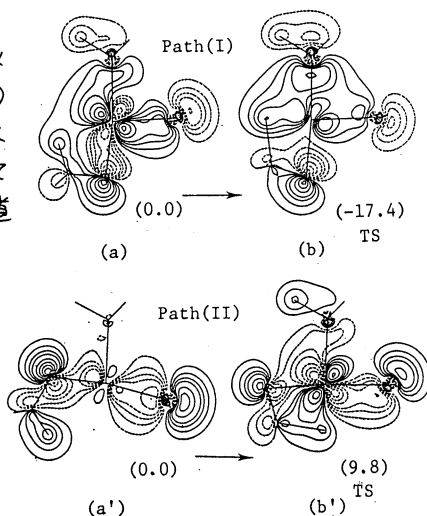 Path(I)
(0.0)
(-17.4)
TS
(a)
(b)
Path(II)
(0.0)
(9.8)
TS
(a')
(b')